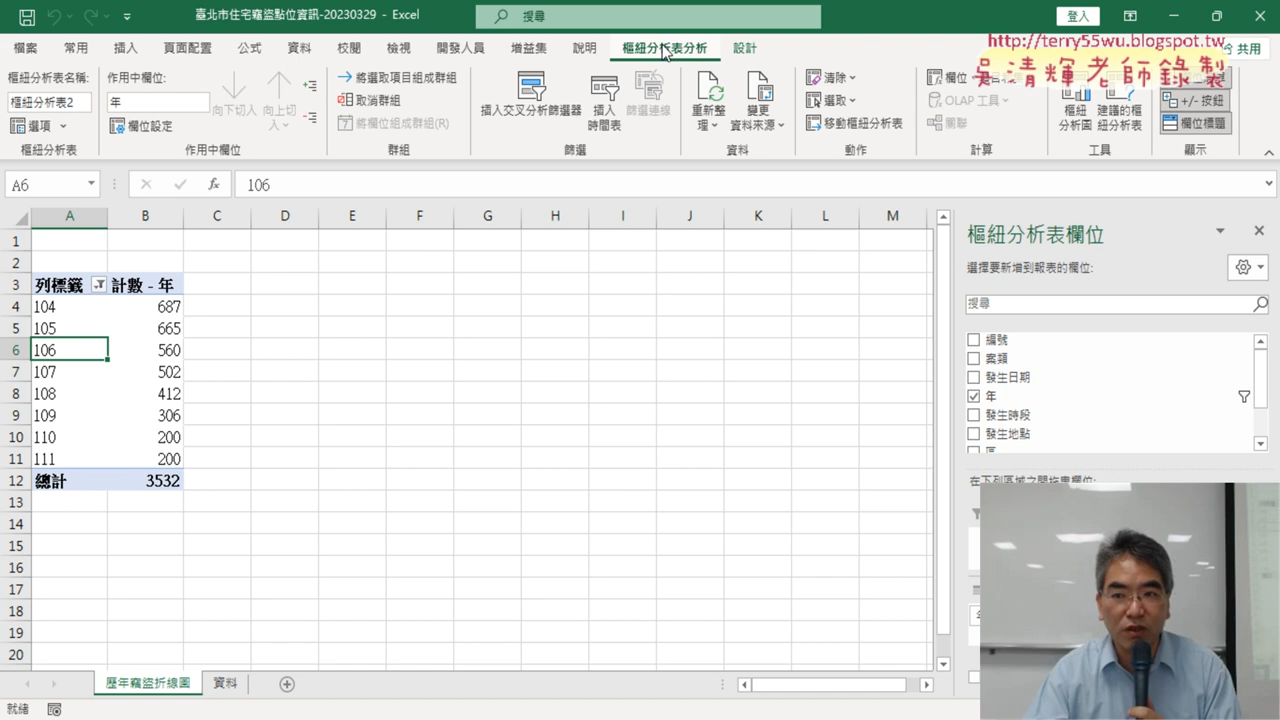 臺北市住宅竊盜點位資訊-20230329 - Excel
搜尋
登入
檔案 常用 插入 頁面配置 公式 資料 校閱 檢視 開發人員 增益集 說明 樞紐分析表分析 設計
共用
http://terry55wu.blogspot.tw
吳清輝老師錄製
樞紐分析表名稱:
樞紐分析表2
選項
樞紐分析表
作用中欄位:
年
欄位設定
向下切入
向上切入
作用中欄位
將選取項目組成群組
取消群組
將欄位組成群組(R)
群組
插入交叉分析篩選器
插入時間表
篩選連線
篩選
重新整理
變更資料來源
資料
清除
選取
移動樞紐分析表
動作
欄位
OLAP 工具
關聯
計算
樞紐分析圖
建議的樞紐分析表
工具
+/- 按鈕
欄位標題
顯示
A6
fx
106
A B C D E F G H I J K L M
1
2
3 列標籤 計數 - 年
4 104 687
5 105 665
6 106 560
7 107 502
8 108 412
9 109 306
10 110 200
11 111 200
12 總計 3532
13
14
15
16
17
18
19
20
樞紐分析表欄位
選擇要新增到報表的欄位:
搜尋
編號
案類
發生日期
年
發生時段
發生地點
歷年竊盜折線圖 資料
就緒